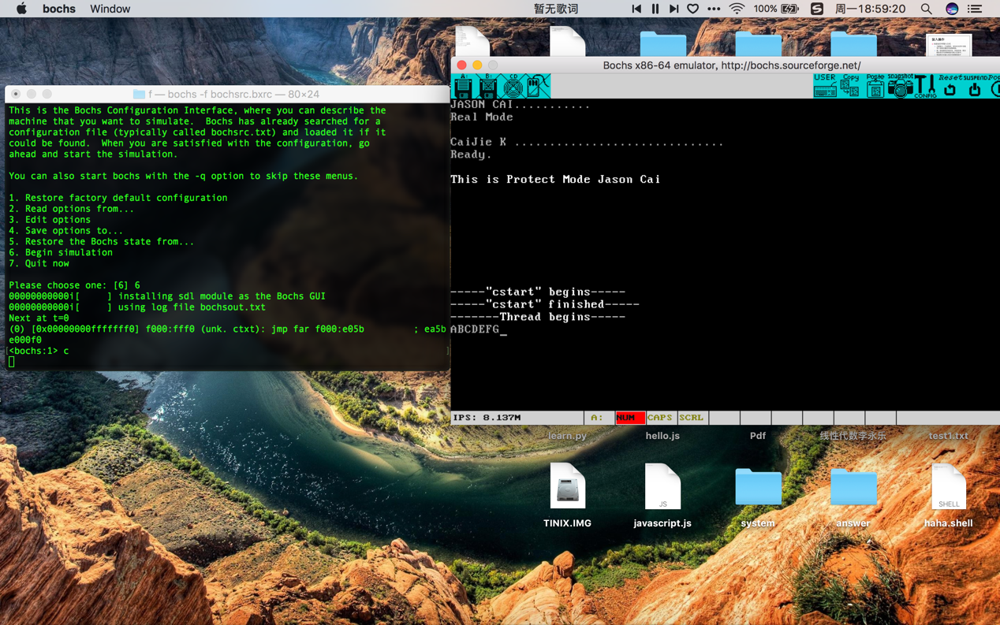 bochs Window 暂无歌词 100% 周一18:59:20
f — bochs -f bochsrc.bxrc — 80×24
This is the Bochs Configuration Interface, where you can describe the
machine that you want to simulate.  Bochs has already searched for a
configuration file (typically called bochsrc.txt) and loaded it if it
could be found.  When you are satisfied with the configuration, go
ahead and start the simulation.
You can also start bochs with the -q option to skip these menus.
1. Restore factory default configuration
2. Read options from...
3. Edit options
4. Save options to...
5. Restore the Bochs state from...
6. Begin simulation
7. Quit now
Please choose one: [6] 6
00000000000i[     ] installing sdl module as the Bochs GUI
00000000000i[     ] using log file bochsout.txt
Next at t=0
(0) [0x00000000fffffff0] f000:fff0 (unk. ctxt): jmp far f000:e05b         ; ea5b
e000f0
<bochs:1> c
Bochs x86-64 emulator, http://bochs.sourceforge.net/
A: B: CD USER Copy Paste snapshot CONFIG Reset SUSPEND
JASON CAI...........
Real Mode
CaiJie K ..............................
Ready.
This is Protect Mode Jason Cai
-----"cstart" begins-----
-----"cstart" finished-----
-------Thread begins-----
ABCDEFG_
IPS: 8.137M A: NUM CAPS SCRL
learn.py hello.js Pdf 线性代数李永乐 test1.txt
JS SHELL
TINIX.IMG javascript.js system answer haha.shell